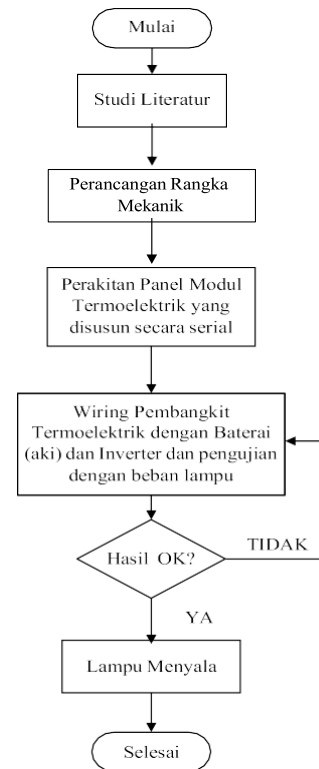 Mulai
Studi Literatur
Perancangan Rangka
Mekanik
Perakitan Panel Modul
Termoelektrik yang
disusun secara serial
Wiring Pembangkit
Termoelektrik dengan Baterai
(aki) dan Inverter dan pengujian
dengan beban lampu
Hasil OK?
TIDAK
YA
Lampu Menyala
Selesai